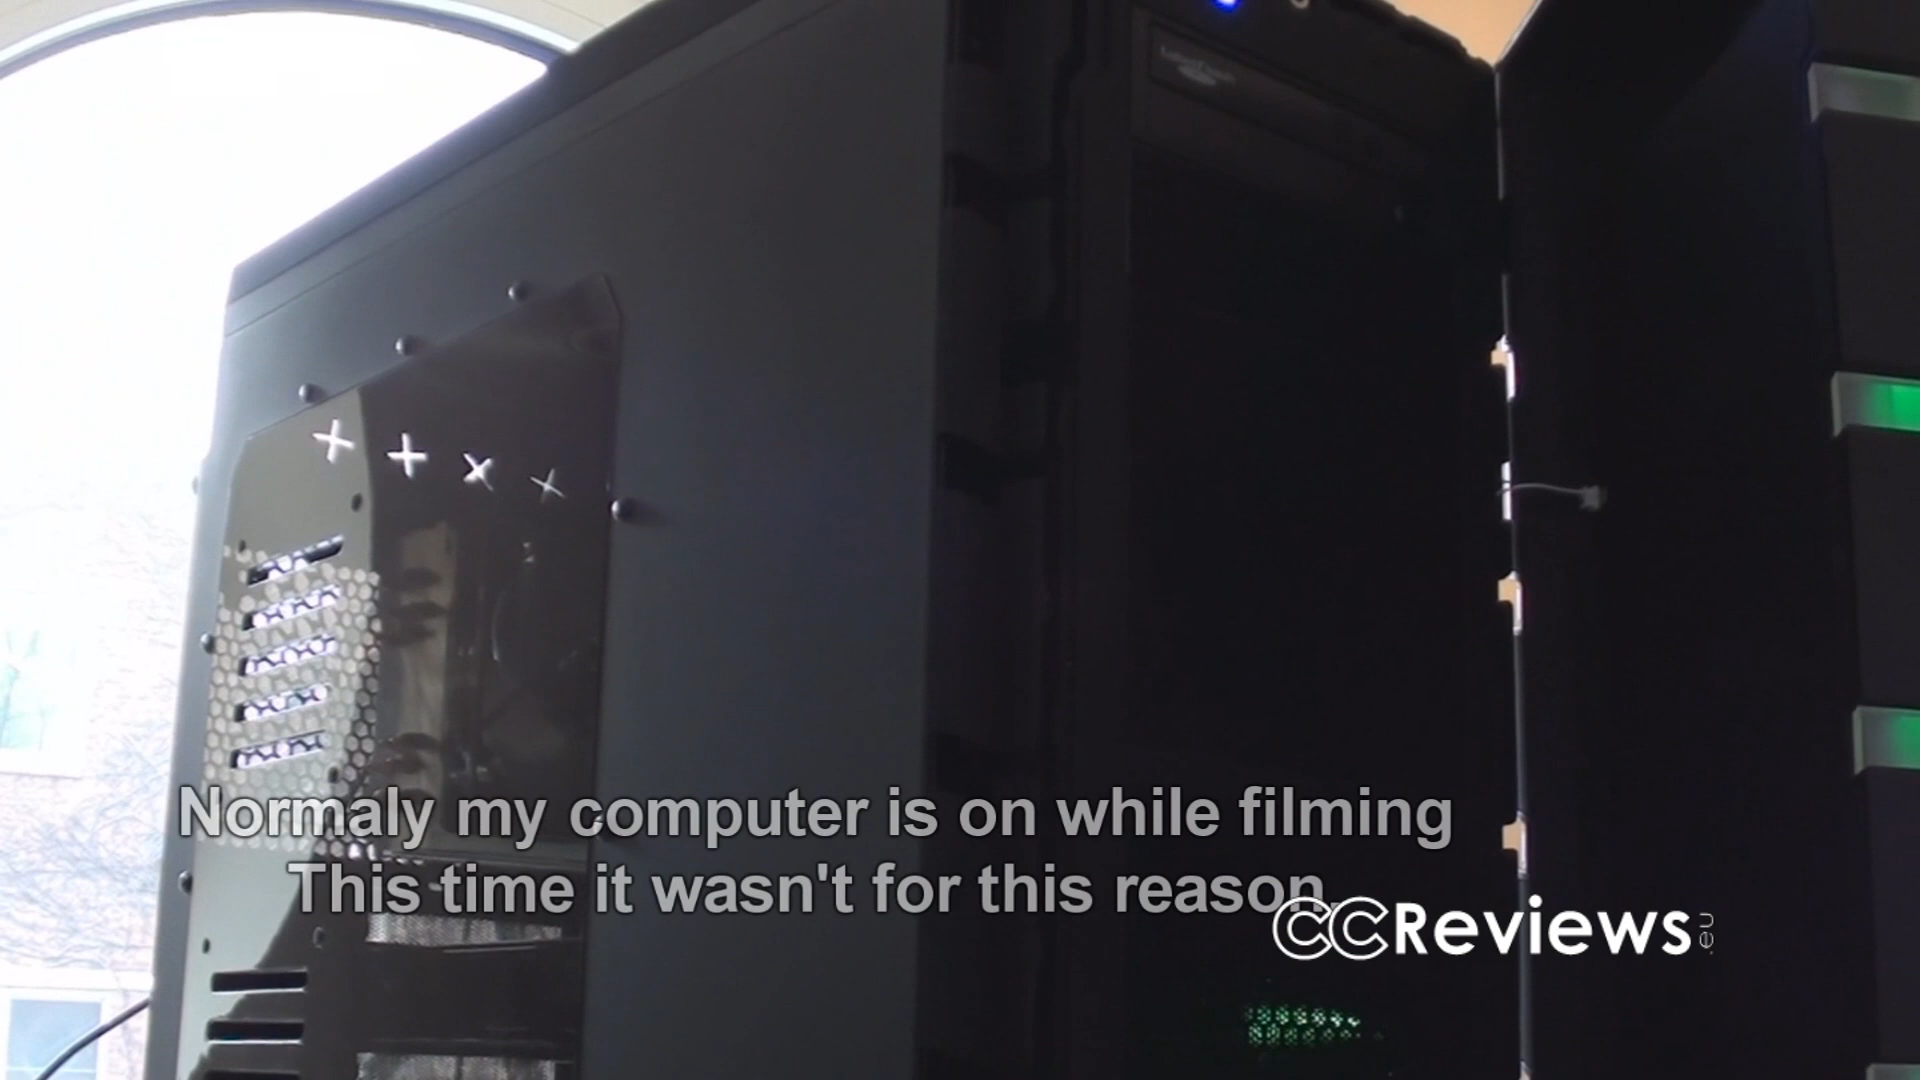 Normaly my computer is on while filming
This time it wasn't for this reason.
CCReviews.eu